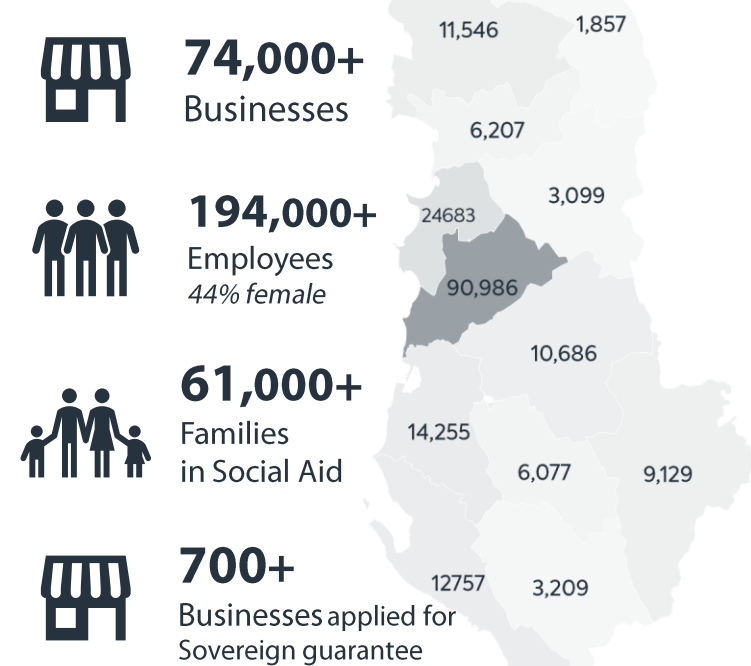 74,000+
Businesses
194,000+
Employees
44% female
61,000+
Families
in Social Aid
700+
Businesses applied for
Sovereign guarantee
11,546
1,857
6,207
3,099
24683
90,986
10,686
14,255
6,077
9,129
12757
3,209